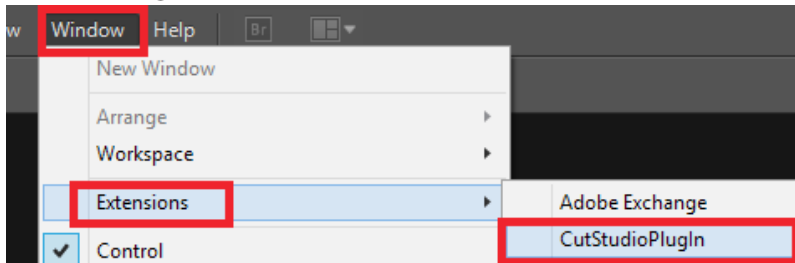 w Window Help Br
New Window
Arrange
Workspace
Extensions Adobe Exchange
Control CutStudioPlugIn